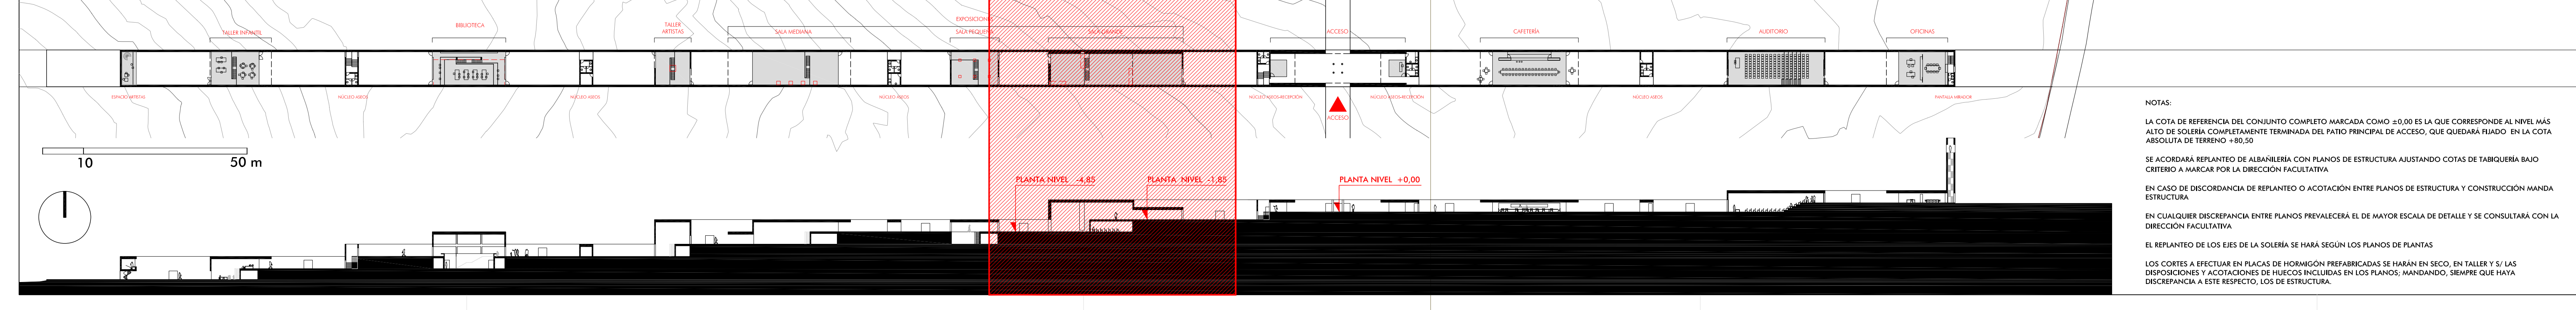 EXPOSICIONES
BIBLIOTECA
TALLER
ARTISTAS
TALLER INFANTIL
SALA MEDIANA
SALA PEQUEÑA
SALA GRANDE
ACCESO
CAFETERÍA
AUDITORIO
OFICINAS
ESPACIO ARTISTAS
NÚCLEO ASEOS
NÚCLEO ASEOS
NÚCLEO ASEOS
NÚCLEO ASEOS-RECEPCIÓN
NÚCLEO ASEOS-RECEPCIÓN
NÚCLEO ASEOS
PANTALLA MIRADOR
ACCESO
10
50 m
PLANTA NIVEL -4,85
PLANTA NIVEL -1,85
PLANTA NIVEL +0,00
NOTAS:
LA COTA DE REFERENCIA DEL CONJUNTO COMPLETO MARCADA COMO ±0,00 ES LA QUE CORRESPONDE AL NIVEL MÁS
ALTO DE SOLERÍA COMPLETAMENTE TERMINADA DEL PATIO PRINCIPAL DE ACCESO, QUE QUEDARÁ FIJADO EN LA COTA
ABSOLUTA DE TERRENO +80,50
SE ACORDARÁ REPLANTEO DE ALBAÑILERÍA CON PLANOS DE ESTRUCTURA AJUSTANDO COTAS DE TABIQUERÍA BAJO
CRITERIO A MARCAR POR LA DIRECCIÓN FACULTATIVA
EN CASO DE DISCORDANCIA DE REPLANTEO O ACOTACIÓN ENTRE PLANOS DE ESTRUCTURA Y CONSTRUCCIÓN MANDA
ESTRUCTURA
EN CUALQUIER DISCREPANCIA ENTRE PLANOS PREVALECERÁ EL DE MAYOR ESCALA DE DETALLE Y SE CONSULTARÁ CON LA
DIRECCIÓN FACULTATIVA
EL REPLANTEO DE LOS EJES DE LA SOLERÍA SE HARÁ SEGÚN LOS PLANOS DE PLANTAS
LOS CORTES A EFECTUAR EN PLACAS DE HORMIGÓN PREFABRICADAS SE HARÁN EN SECO, EN TALLER Y S/ LAS
DISPOSICIONES Y ACOTACIONES DE HUECOS INCLUIDAS EN LOS PLANOS; MANDANDO, SIEMPRE QUE HAYA
DISCREPANCIA A ESTE RESPECTO, LOS DE ESTRUCTURA.